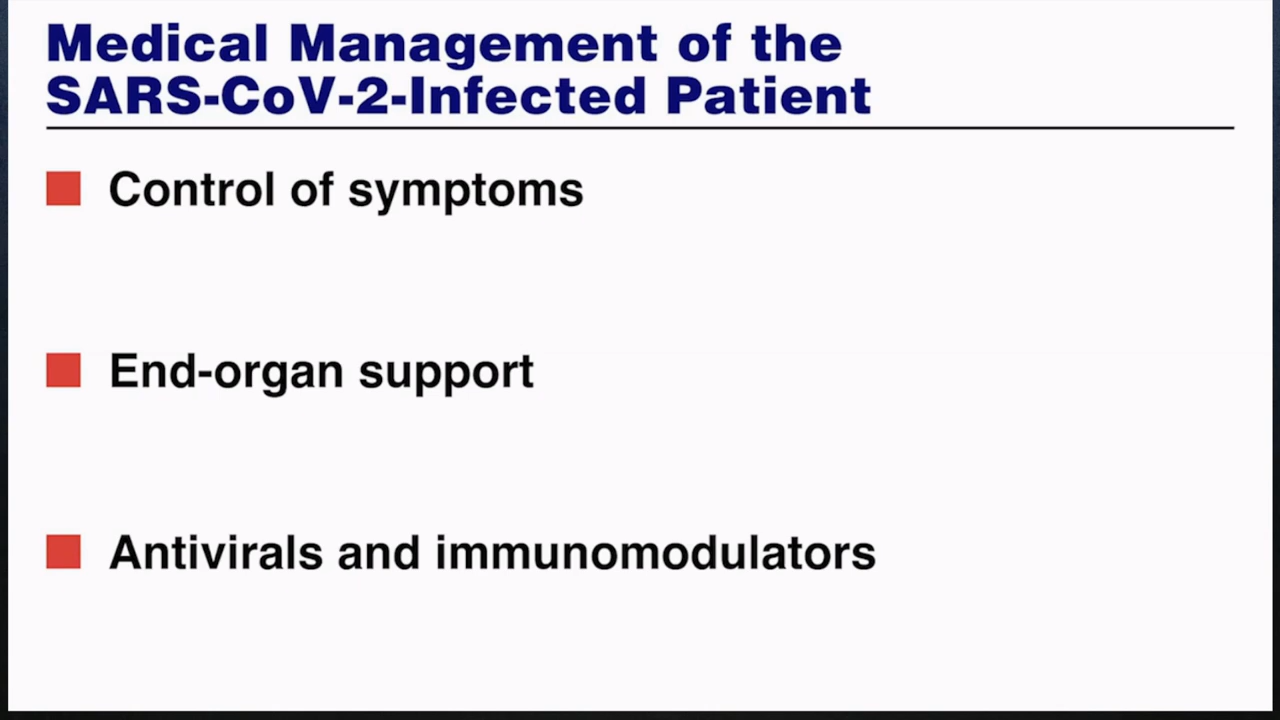 Medical Management of the
SARS-CoV-2-Infected Patient
Control of symptoms
End-organ support
Antivirals and immunomodulators